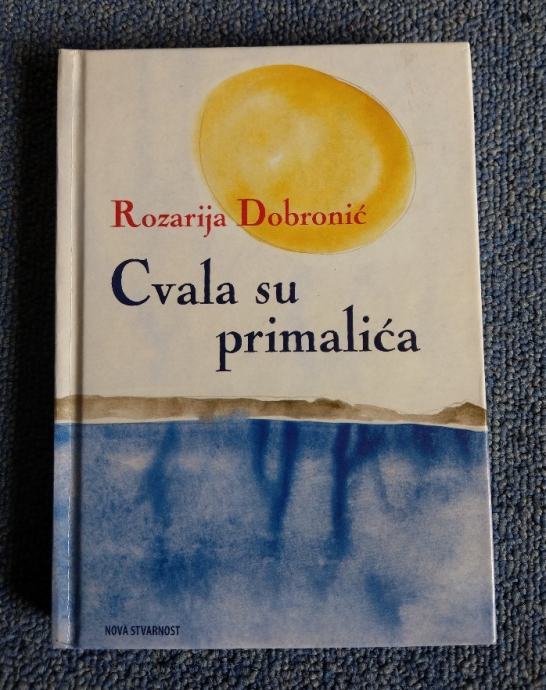 Rozarija Dobronić
Cvala su
primalića
NOVA STVARNOST